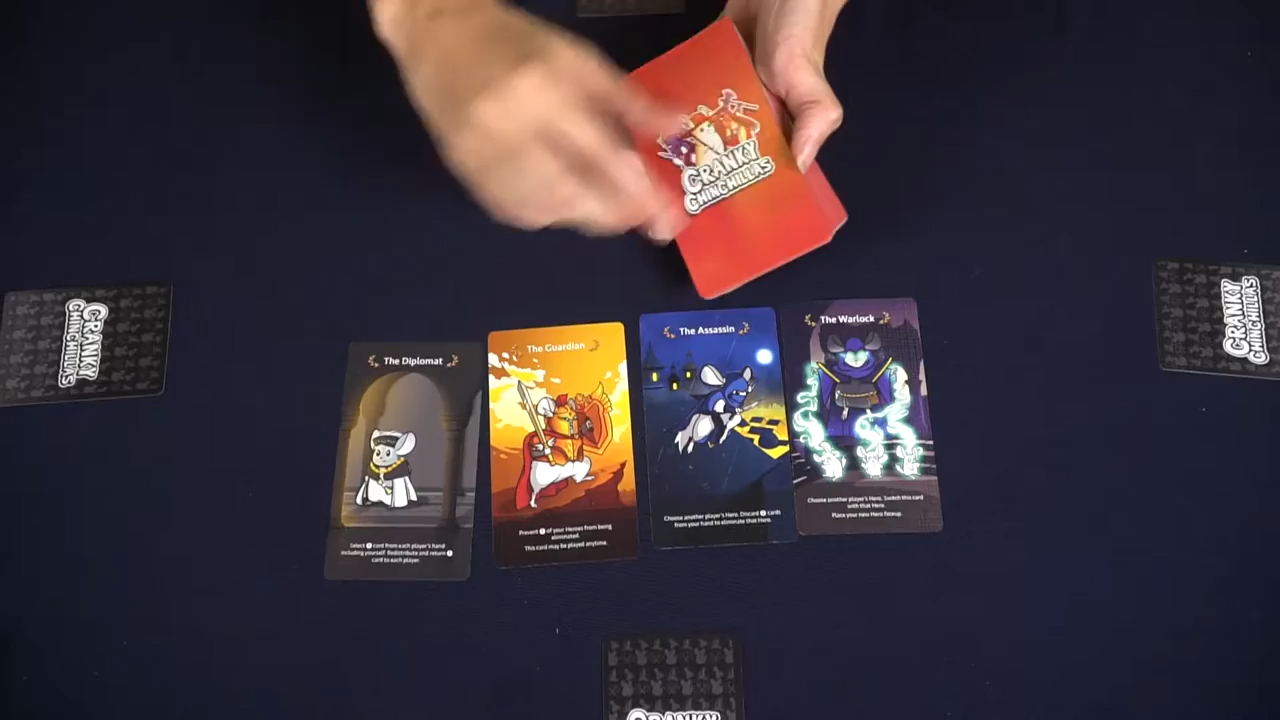 CRANKY
CHINCHILLAS
CRANKY
CHINCHILLAS
CRANKY
CHINCHILLAS
The Diplomat
Select 1 card from each player's hand
including yourself. Redistribute and return 1
card to each player.
The Guardian
Prevent 1 of your Heroes from being
eliminated.
This card may be played anytime.
The Assassin
Choose another player's Hero. Discard 2 cards
from your hand to eliminate that Hero.
The Warlock
Choose another player's Hero. Switch this card
with that Hero.
Place your new Hero faceup.
CRANKY